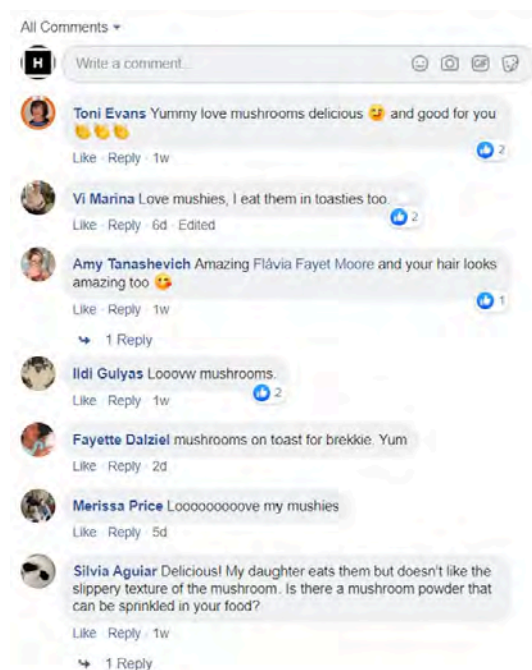 All Comments
H
Write a comment...
GIF
Toni Evans Yummy love mushrooms delicious 😋 and good for you
👏👏👏
Like · Reply · 1w
2
Vi Marina Love mushies, I eat them in toasties too.
Like · Reply · 6d · Edited
2
Amy Tanashevich Amazing Flávia Fayet Moore and your hair looks
amazing too 😋
Like · Reply · 1w
1
1 Reply
Ildi Gulyas Looovw mushrooms.
Like · Reply · 1w
2
Fayette Dalziel mushrooms on toast for brekkie. Yum
Like · Reply · 2d
Merissa Price Looooooooove my mushies
Like · Reply · 5d
Silvia Aguiar Delicious! My daughter eats them but doesn't like the
slippery texture of the mushroom. Is there a mushroom powder that
can be sprinkled in your food?
Like · Reply · 1w
1 Reply